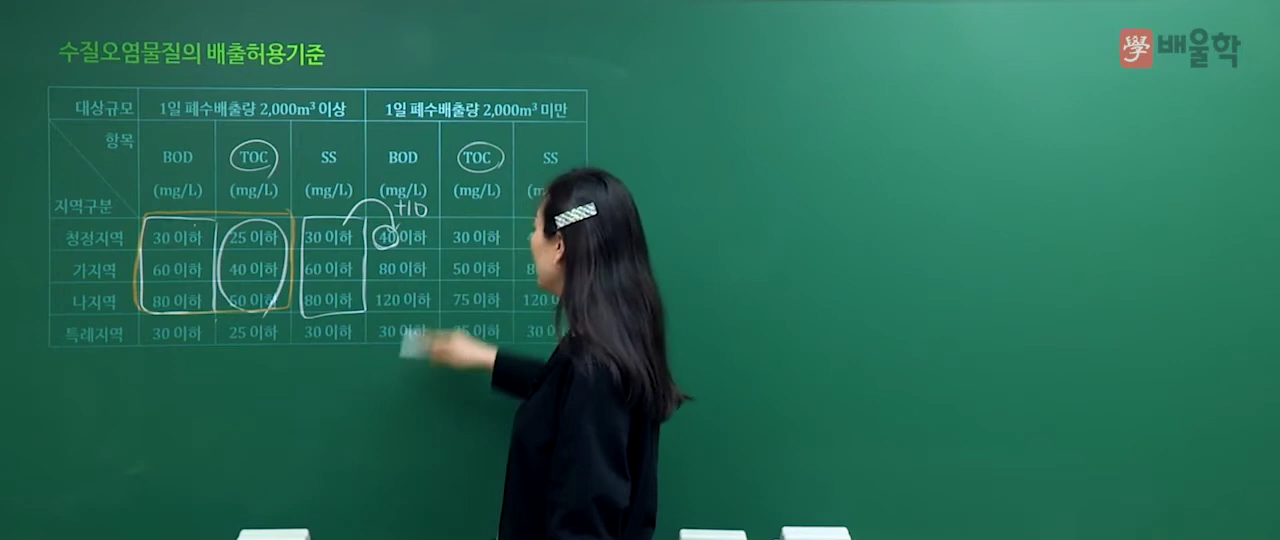 수질오염물질의 배출허용기준
學 배울학
대상규모 1일 폐수배출량 2,000m³ 이상 1일 폐수배출량 2,000m³ 미만
항목
지역구분
BOD TOC SS BOD TOC SS
(mg/L) (mg/L) (mg/L) (mg/L) (mg/L)
+10
청정지역 30 이하 25 이하 30 이하 40 이하 30 이하
가지역 60 이하 40 이하 60 이하 80 이하 50 이하
나지역 80 이하 50 이하 80 이하 120 이하 75 이하 120
특례지역 30 이하 25 이하 30 이하 30 이하 이하 30